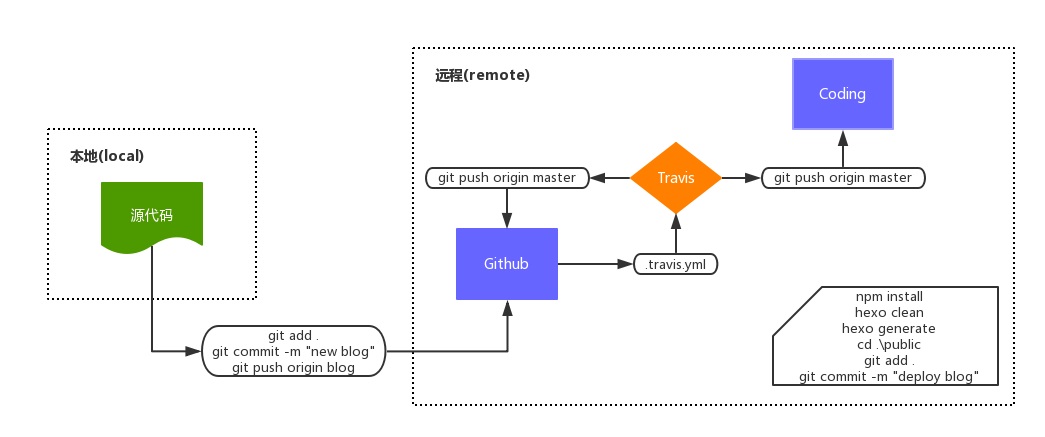 远程(remote)
Coding
本地(local)
git push origin master
Travis
git push origin master
源代码
Github
.travis.yml
npm install
hexo clean
hexo generate
cd .\public
git add .
git commit -m "deploy blog"
git add .
git commit -m "new blog"
git push origin blog